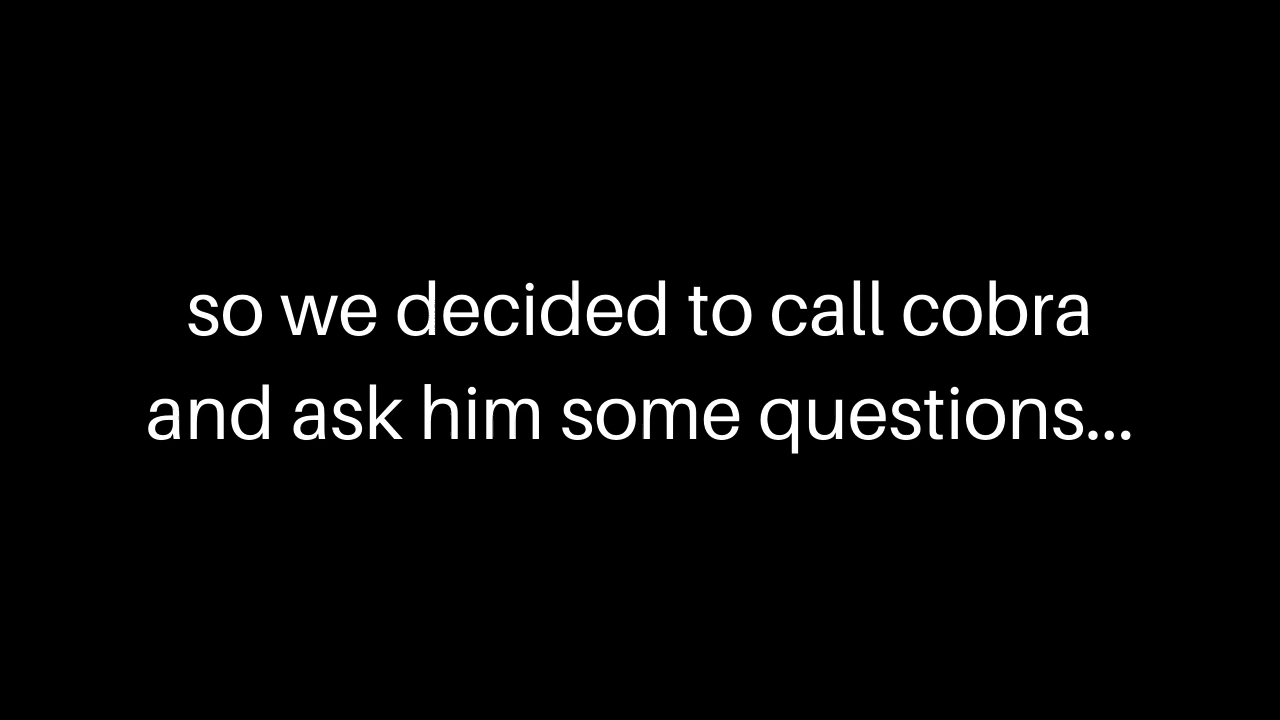 so we decided to call cobra
and ask him some questions...